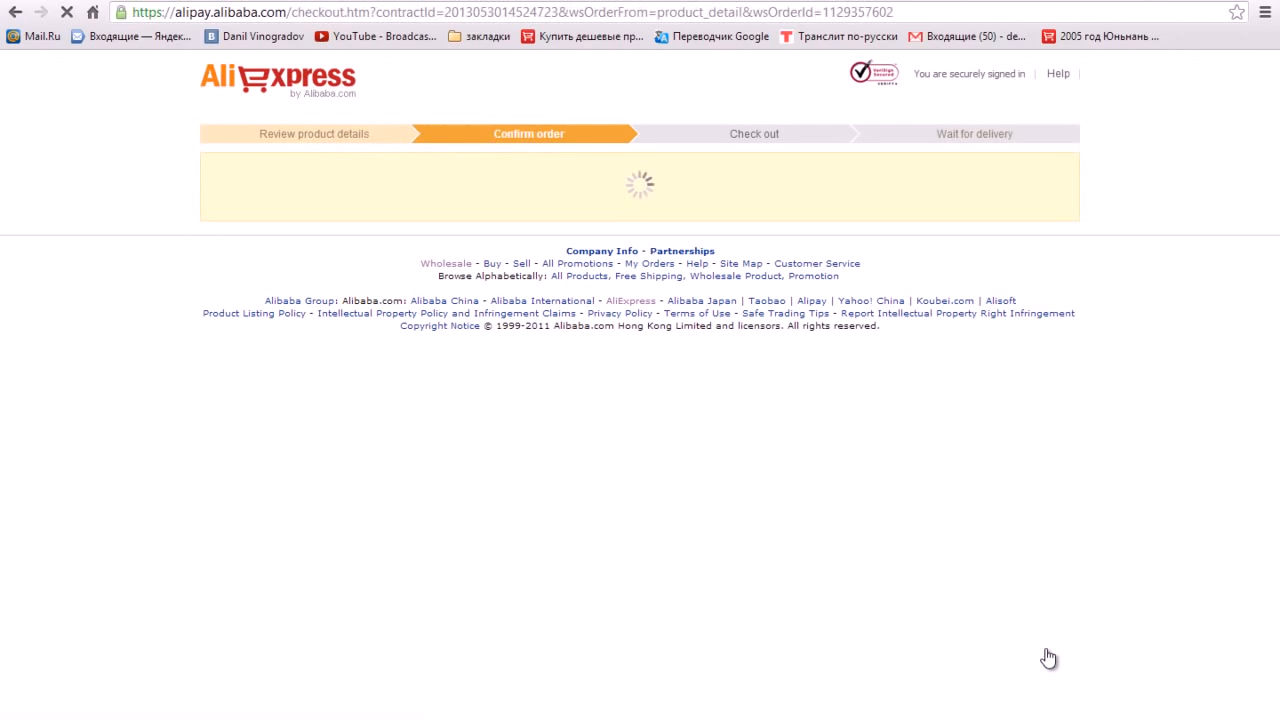 https://alipay.alibaba.com/checkout.htm?contractId=2013053014524723&wsOrderFrom=product_detail&wsOrderId=1129357602
Mail.Ru Входящие — Яндек... Danil Vinogradov YouTube - Broadcas... закладки Купить дешевые пр... Переводчик Google Транслит по-русски Входящие (50) - de... 2005 год Юньнань ...
AliExpress
by Alibaba.com
VeriSign Secured
You are securely signed in | Help |
Review product details Confirm order Check out Wait for delivery
Company Info - Partnerships
Wholesale - Buy - Sell - All Promotions - My Orders - Help - Site Map - Customer Service
Browse Alphabetically: All Products, Free Shipping, Wholesale Product, Promotion
Alibaba Group: Alibaba.com: Alibaba China - Alibaba International - AliExpress - Alibaba Japan | Taobao | Alipay | Yahoo! China | Koubei.com | Alisoft
Product Listing Policy - Intellectual Property Policy and Infringement Claims - Privacy Policy - Terms of Use - Safe Trading Tips - Report Intellectual Property Right Infringement
Copyright Notice © 1999-2011 Alibaba.com Hong Kong Limited and licensors. All rights reserved.